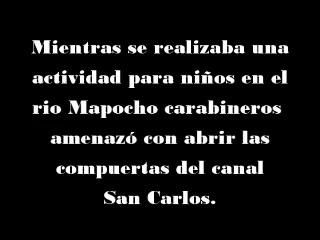 Mientras se realizaba una
actividad para niños en el
rio Mapocho carabineros
amenazó con abrir las
compuertas del canal
San Carlos.